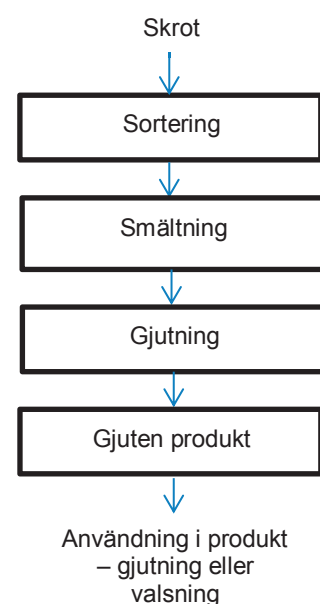 Skrot
Sortering
Smältning
Gjutning
Gjuten produkt
Användning i produkt
– gjutning eller
valsning